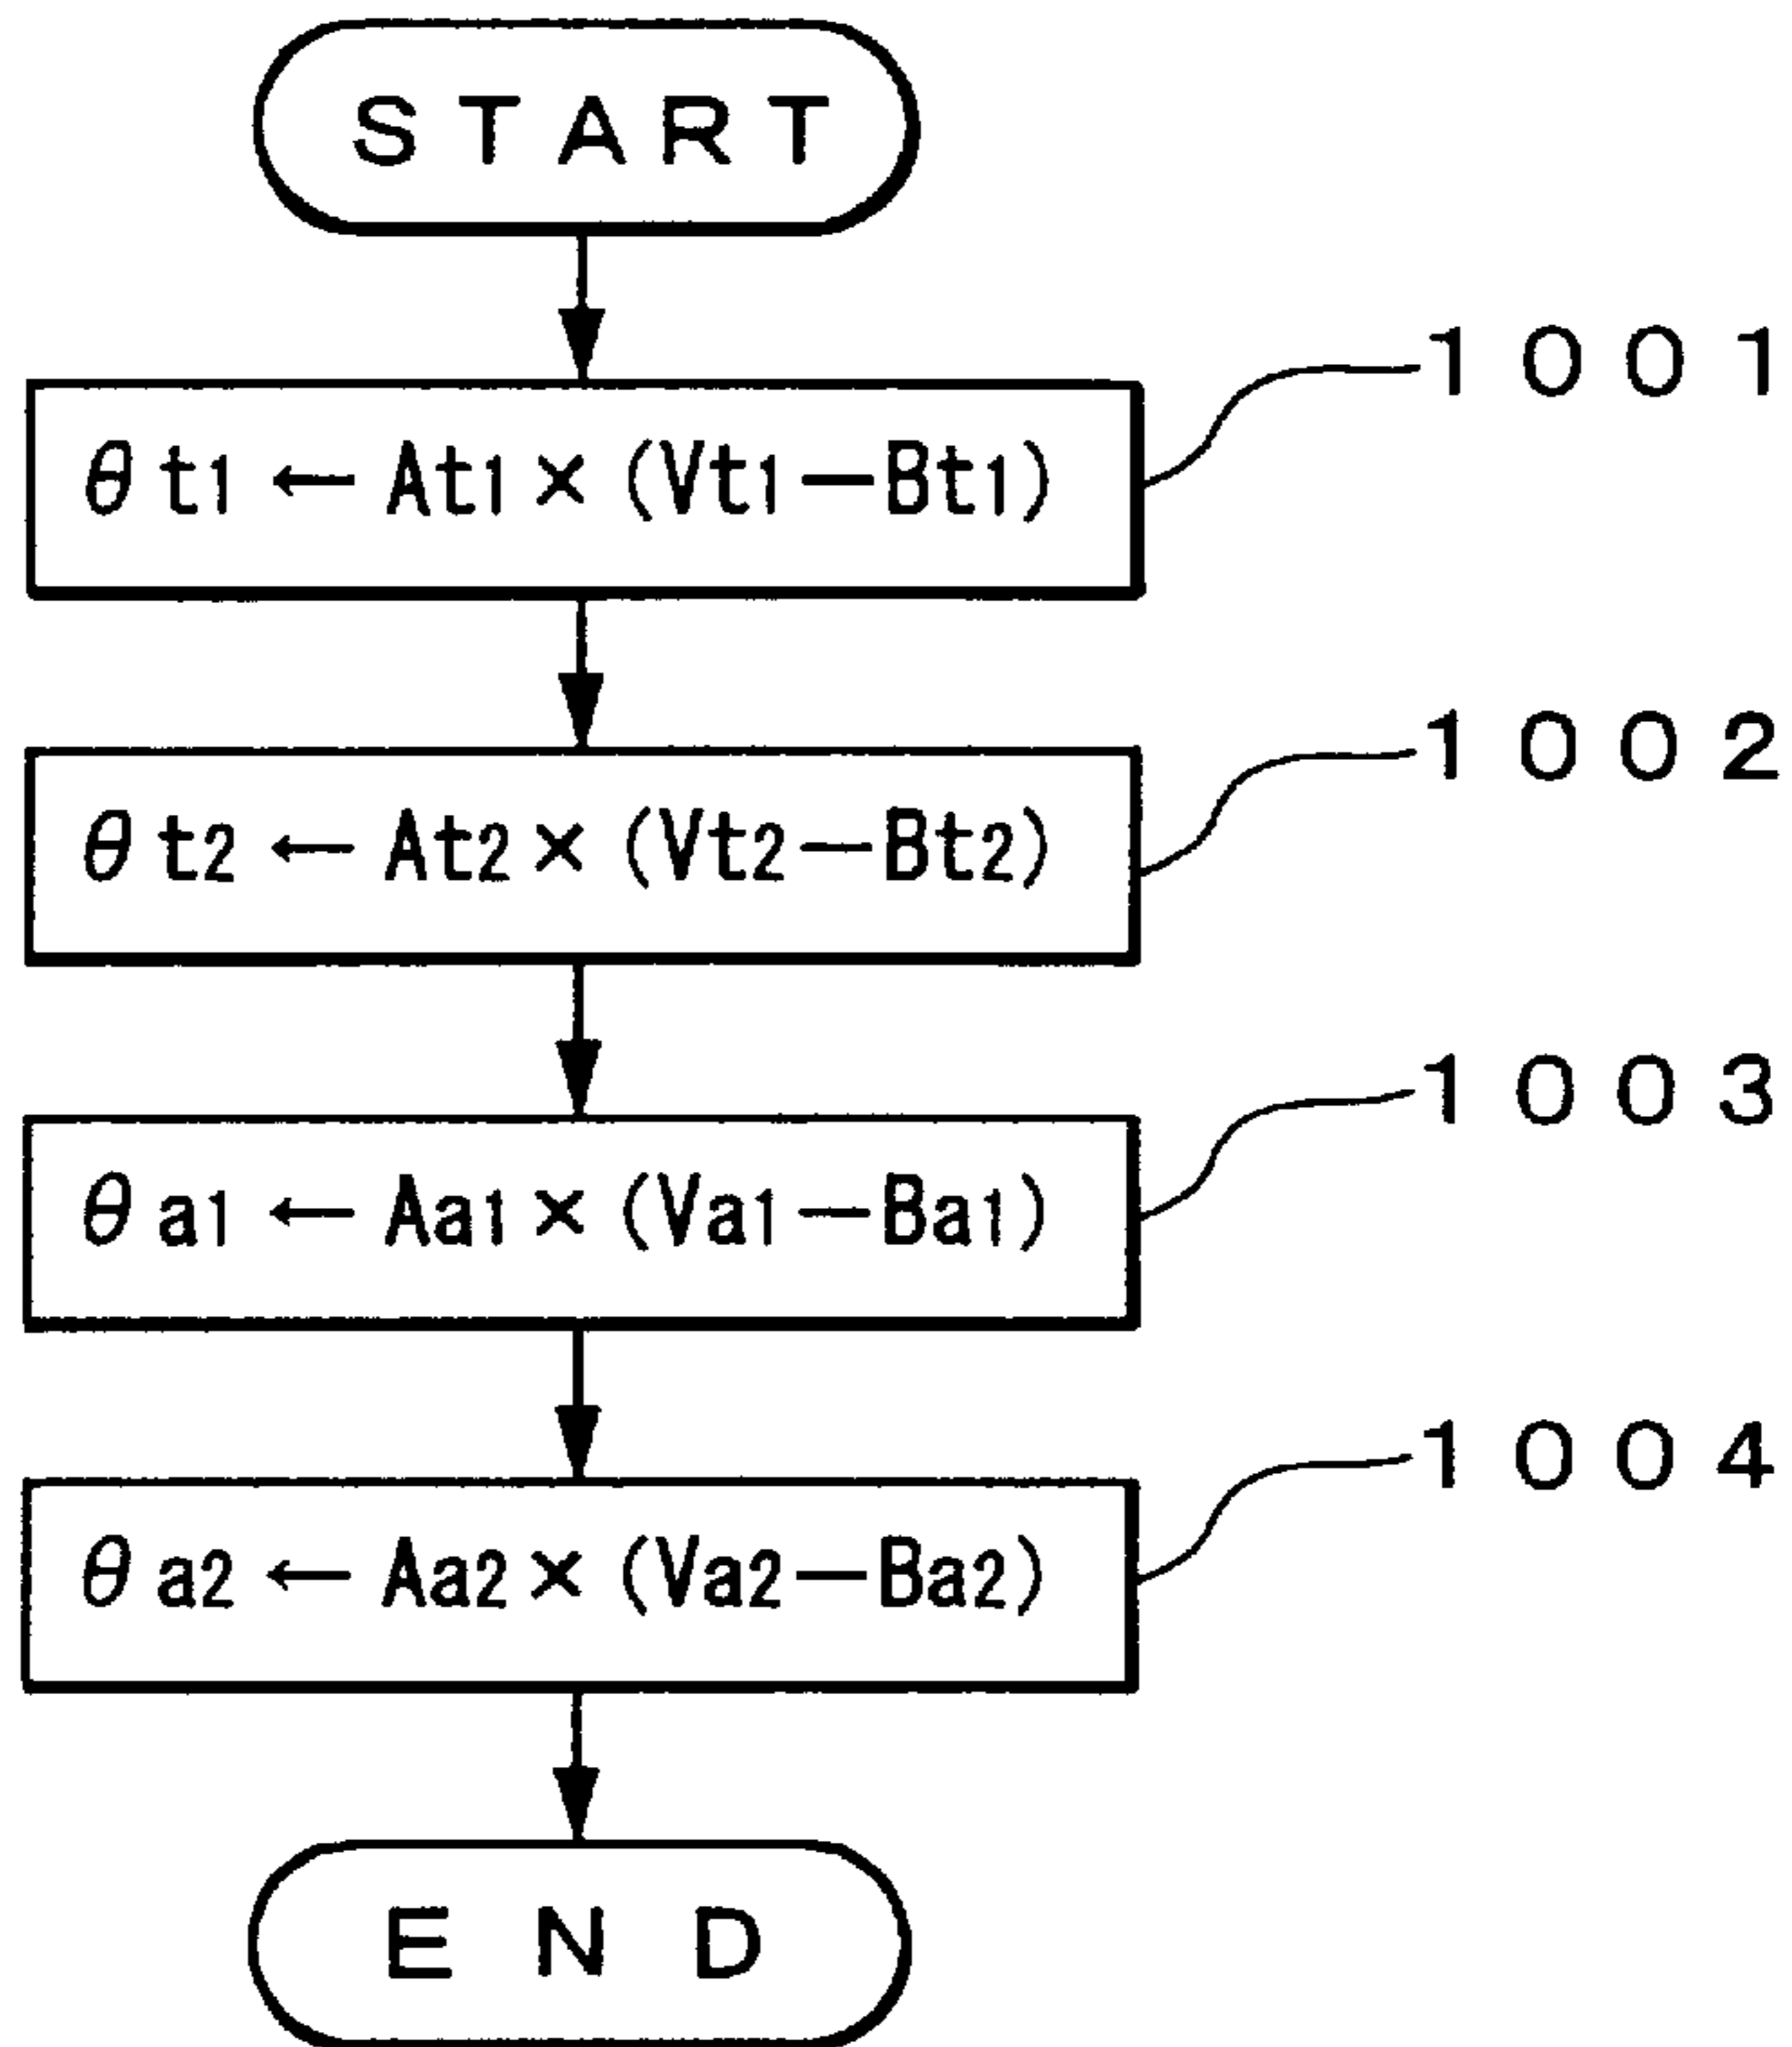 START
1001
θt1←At1×(Vt1−Bt1)
1002
θt2←At2×(Vt2−Bt2)
1003
θa1←Aa1×(Va1−Ba1)
1004
θa2←Aa2×(Va2−Ba2)
END